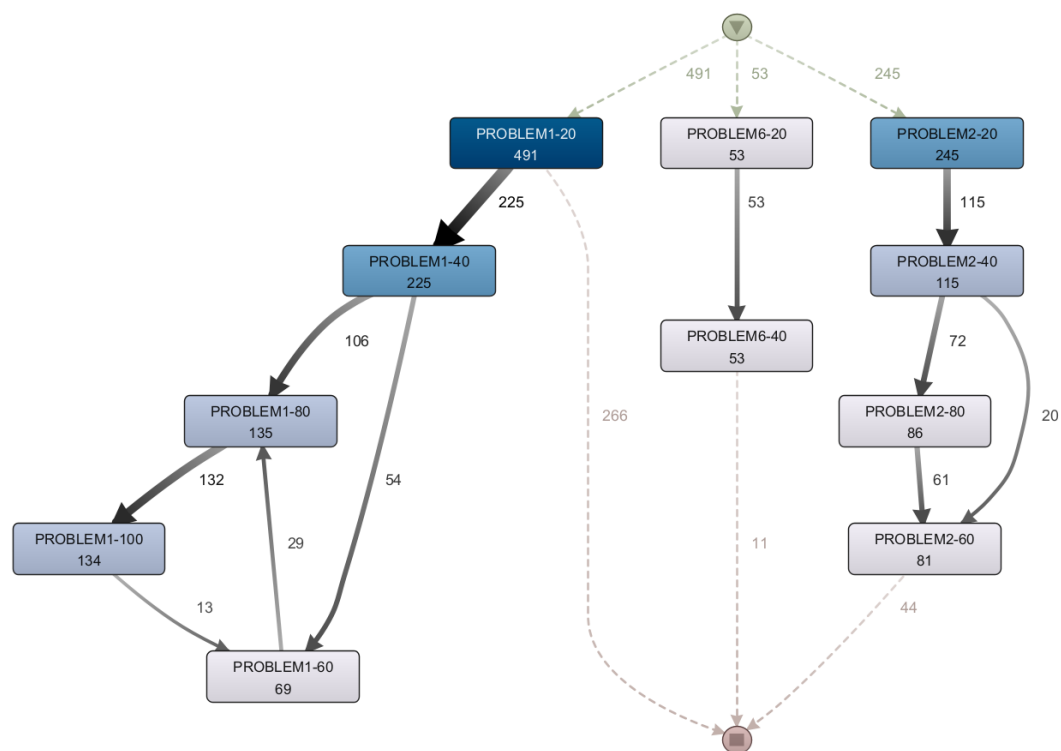 491
53
245
PROBLEM1-20
491
PROBLEM6-20
53
PROBLEM2-20
245
225
53
115
PROBLEM1-40
225
PROBLEM2-40
115
106
PROBLEM6-40
53
72
PROBLEM1-80
135
266
PROBLEM2-80
86
20
132
54
61
PROBLEM1-100
134
29
11
PROBLEM2-60
81
13
44
PROBLEM1-60
69